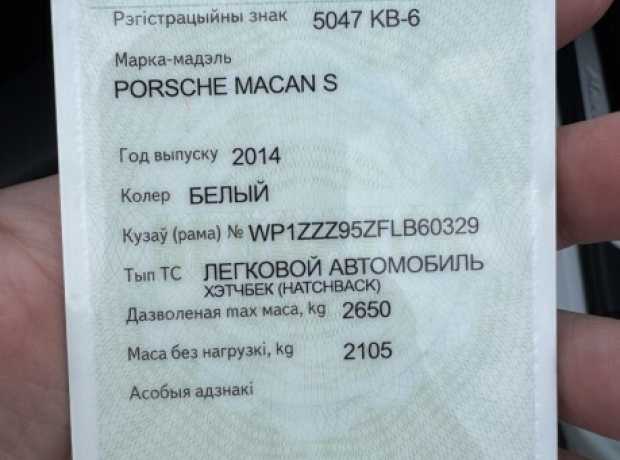 Рэгістрацыйны знак 5047 KB-6
Марка-мадэль
PORSCHE MACAN S
Год выпуску 2014
Колер БЕЛЫЙ
Кузаў (рама) № WP1ZZZ95ZFLB60329
Тып ТС ЛЕГКОВОЙ АВТОМОБИЛЬ
ХЭТЧБЕК (HATCHBACK)
Дазволеная max маса, kg 2650
Маса без нагрузкі, kg 2105
Асобыя адзнакі